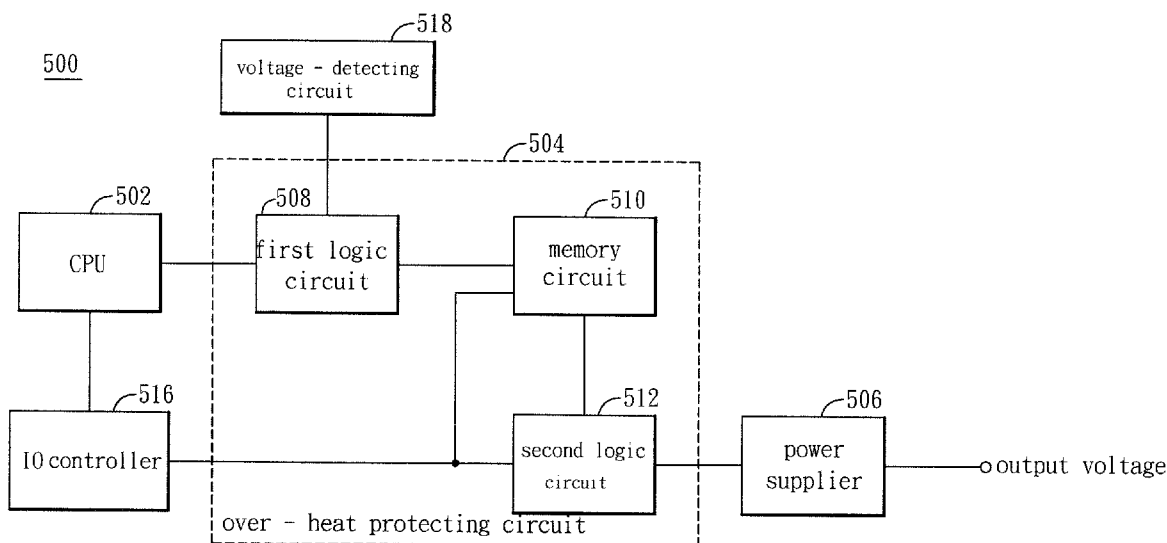 518
500
voltage - detecting
circuit
504
502
508
510
CPU
first logic
circuit
memory
circuit
516
512
506
IO controller
second logic
circuit
power
supplier
output voltage
over - heat protecting circuit